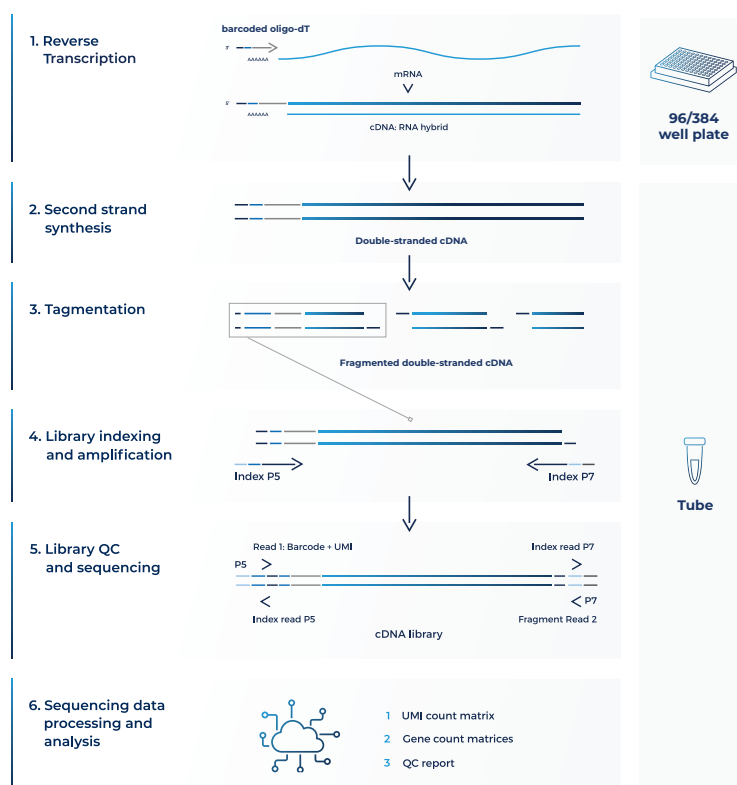 1. Reverse
Transcription
barcoded oligo-dT
AAAAAA
mRNA
5'
AAAAAA
cDNA: RNA hybrid
96/384
well plate
2. Second strand
synthesis
Double-stranded cDNA
3. Tagmentation
Fragmented double-stranded cDNA
4. Library indexing
and amplification
Index P5
Index P7
Tube
5. Library QC
and sequencing
Read 1: Barcode + UMI
Index read P7
P5
P7
Index read P5
Fragment Read 2
cDNA library
6. Sequencing data
processing and
analysis
1 UMI count matrix
2 Gene count matrices
3 QC report